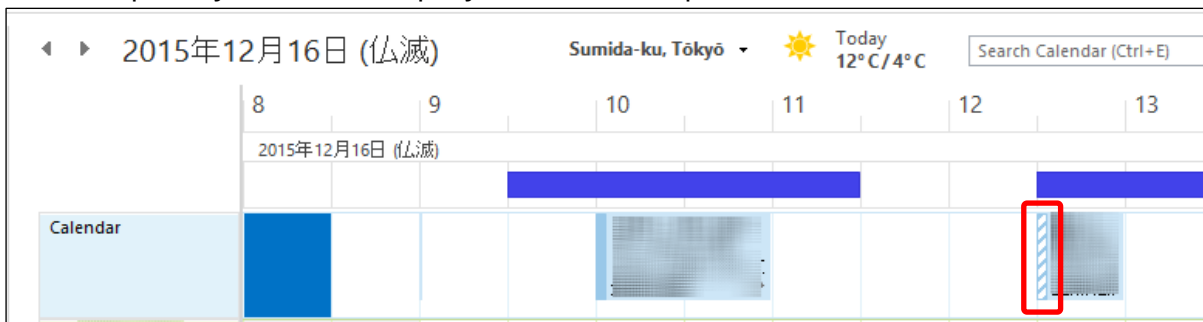 2015年12月16日 (仏滅)
Sumida-ku, Tōkyō
Today
12°C/4°C
Search Calendar (Ctrl+E)
8 9 10 11 12 13
2015年12月16日 (仏滅)
Calendar